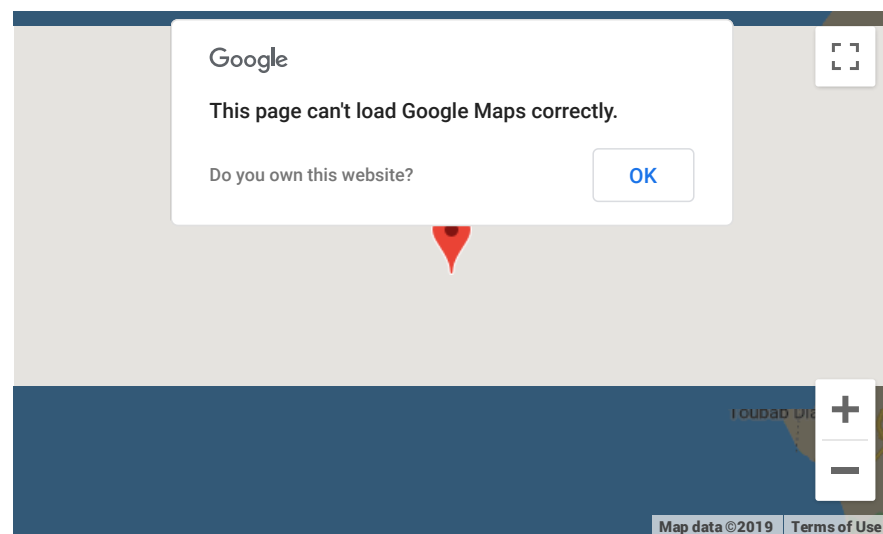 Google
This page can't load Google Maps correctly.
Do you own this website?
OK
Toubab
Map data ©2019
Terms of Use